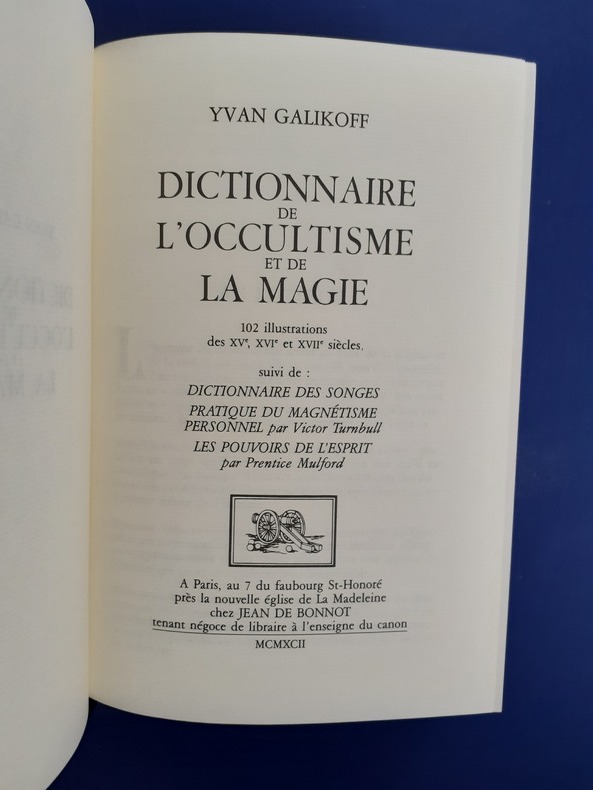 YVAN GALIKOFF
DICTIONNAIRE
DE
L'OCCULTISME
ET DE
LA MAGIE
102 illustrations
des XVe, XVIe et XVIIe siècles.
suivi de :
DICTIONNAIRE DES SONGES
PRATIQUE DU MAGNÉTISME
PERSONNEL par Victor Turnbull
LES POUVOIRS DE L'ESPRIT
par Prentice Mulford
A Paris, au 7 du faubourg St-Honoré
près la nouvelle église de La Madeleine
chez JEAN DE BONNOT
tenant négoce de libraire à l'enseigne du canon
MCMXCII